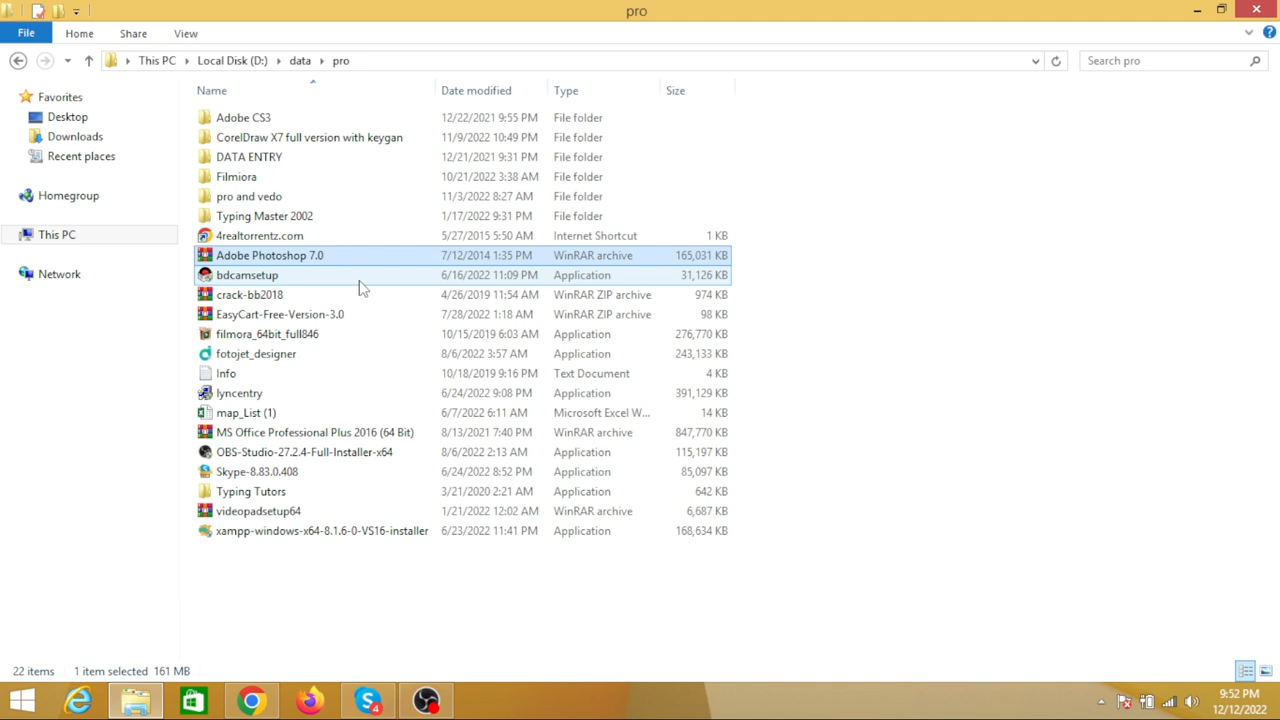 pro
File Home Share View
This PC Local Disk (D:) data pro Search pro
Name Date modified Type Size
Favorites
Desktop
Downloads
Recent places
Homegroup
This PC
Network
Adobe CS3 12/22/2021 9:55 PM File folder
CorelDraw X7 full version with keygan 11/9/2022 10:49 PM File folder
DATA ENTRY 12/21/2021 9:31 PM File folder
Filmiora 10/21/2022 3:38 AM File folder
pro and vedo 11/3/2022 8:27 AM File folder
Typing Master 2002 1/17/2022 9:31 PM File folder
4realtorrentz.com 5/27/2015 5:50 AM Internet Shortcut 1 KB
Adobe Photoshop 7.0 7/12/2014 1:35 PM WinRAR archive 165,031 KB
bdcamsetup 6/16/2022 11:09 PM Application 31,126 KB
crack-bb2018 4/26/2019 11:54 AM WinRAR ZIP archive 974 KB
EasyCart-Free-Version-3.0 7/28/2022 1:18 AM WinRAR ZIP archive 98 KB
filmora_64bit_full846 10/15/2019 6:03 AM Application 276,770 KB
fotojet_designer 8/6/2022 3:57 AM Application 243,133 KB
Info 10/18/2019 9:16 PM Text Document 4 KB
lyncentry 6/24/2022 9:08 PM Application 391,129 KB
map_List (1) 6/7/2022 6:11 AM Microsoft Excel W... 14 KB
MS Office Professional Plus 2016 (64 Bit) 8/13/2021 7:40 PM WinRAR archive 847,770 KB
OBS-Studio-27.2.4-Full-Installer-x64 8/6/2022 2:13 AM Application 115,197 KB
Skype-8.83.0.408 6/24/2022 8:52 PM Application 85,097 KB
Typing Tutors 3/21/2020 2:21 AM Application 642 KB
videopadsetup64 1/21/2022 12:02 AM WinRAR archive 6,687 KB
xampp-windows-x64-8.1.6-0-VS16-installer 6/23/2022 11:41 PM Application 168,634 KB
22 items 1 item selected 161 MB
4
9:52 PM
12/12/2022